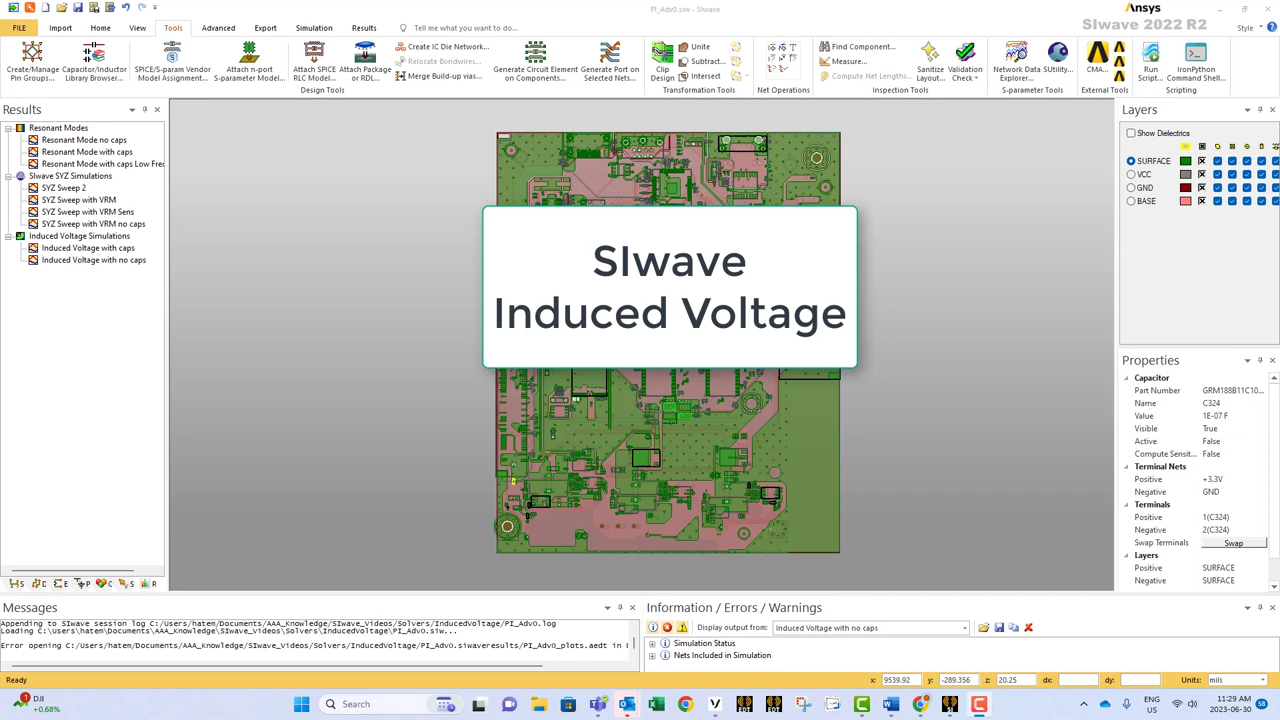 PI_Adv0.siw - SIwave
Ansys
SIwave 2022 R2
FILE Import Home View Tools Advanced Export Simulation Results Tell me what you want to do... Style
Create/Manage Pin Groups...
Capacitor/Inductor Library Browser...
SPICE/S-param Vendor Model Assignment...
Attach n-port S-parameter Model...
Attach SPICE RLC Model...
Attach Package or RDL...
Create IC Die Network...
Relocate Bondwires...
Merge Build-up vias...
Generate Circuit Element on Components...
Generate Port on Selected Nets...
Clip Design
Unite
Subtract...
Intersect
Find Component...
Measure...
Compute Net Lengths...
Sanitize Layout...
Validation Check
Network Data Explorer...
SUtility...
CMA...
Run Script...
IronPython Command Shell...
Design Tools Transformation Tools Net Operations Inspection Tools S-parameter Tools External Tools Scripting
Results
Resonant Modes
Resonant Mode no caps
Resonant Mode with caps
Resonant Mode with caps Low Fre
SIwave SYZ Simulations
SYZ Sweep 2
SYZ Sweep with VRM
SYZ Sweep with VRM Sens
SYZ Sweep with VRM no caps
Induced Voltage Simulations
Induced Voltage with caps
Induced Voltage with no caps
S D E P C S R
SIwave
Induced Voltage
Layers
Show Dielectrics
SURFACE
VCC
GND
BASE
Properties
Capacitor
Part Number GRM188B11C10...
Name C324
Value 1E-07 F
Visible True
Active False
Compute Sensit... False
Terminal Nets
Positive +3.3V
Negative GND
Terminals
Positive 1(C324)
Negative 2(C324)
Swap Terminals Swap
Layers
Positive SURFACE
Negative SURFACE
Messages
Appending to SIwave session log C:/Users/hatem/Documents/AAA_Knowledge/SIwave_Videos/Solvers/InducedVoltage/PI_Adv0.log
Loading C:\Users\hatem\Documents\AAA_Knowledge\SIwave_Videos\Solvers\InducedVoltage\PI_Adv0.siw...
Error opening C:/Users/hatem/Documents/AAA_Knowledge/SIwave_Videos/Solvers/InducedVoltage/PI_Adv0.siwaveresults/PI_Adv0_plots.aedt in E
Information / Errors / Warnings
Display output from: Induced Voltage with no caps
Simulation Status
Nets Included in Simulation
Ready x: 9539.92 y: -289.356 z: 20.25 dx: dy: Units: mils
DJI
+0.68%
1
Search
ENG
US
11:29 AM
2023-06-30